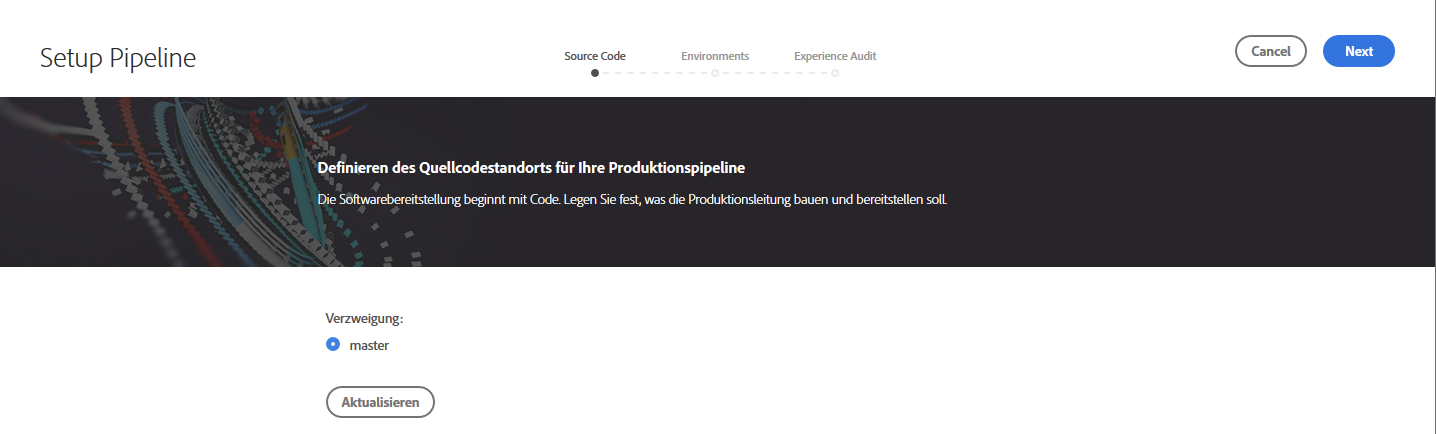 Setup Pipeline
Source Code
Environments
Experience Audit
Cancel
Next
Definieren des Quellcodestandorts für Ihre Produktionspipeline
Die Softwarebereitstellung beginnt mit Code. Legen Sie fest, was die Produktionsleitung bauen und bereitstellen soll.
Verzweigung:
master
Aktualisieren